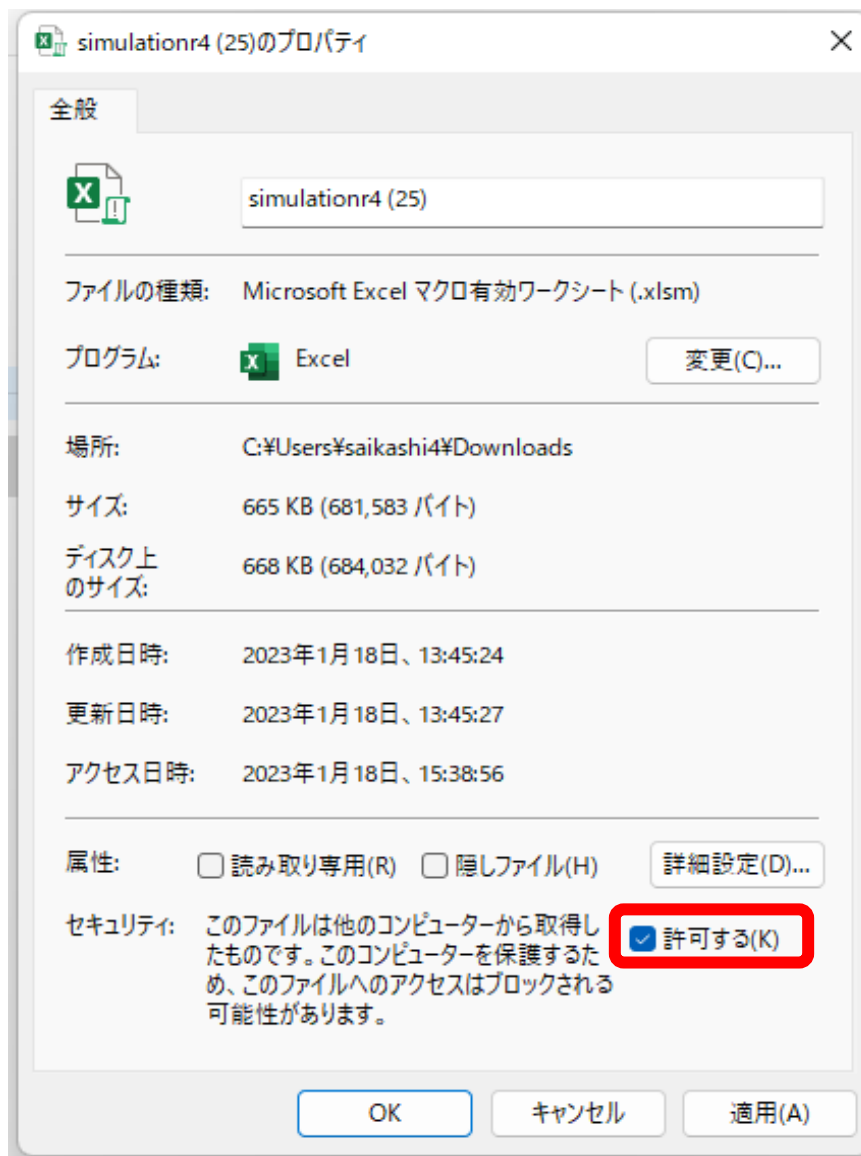 simulationr4 (25)のプロパティ
全般
simulationr4 (25)
ファイルの種類: Microsoft Excel マクロ有効ワークシート (.xlsm)
プログラム: Excel 変更(C)...
場所: C:¥Users¥saikashi4¥Downloads
サイズ: 665 KB (681,583 バイト)
ディスク上
のサイズ: 668 KB (684,032 バイト)
作成日時: 2023年1月18日、13:45:24
更新日時: 2023年1月18日、13:45:27
アクセス日時: 2023年1月18日、15:38:56
属性: 読み取り専用(R) 隠しファイル(H) 詳細設定(D)...
セキュリティ: このファイルは他のコンピューターから取得し
たものです。このコンピューターを保護するた 許可する(K)
め、このファイルへのアクセスはブロックされる
可能性があります。
OK キャンセル 適用(A)